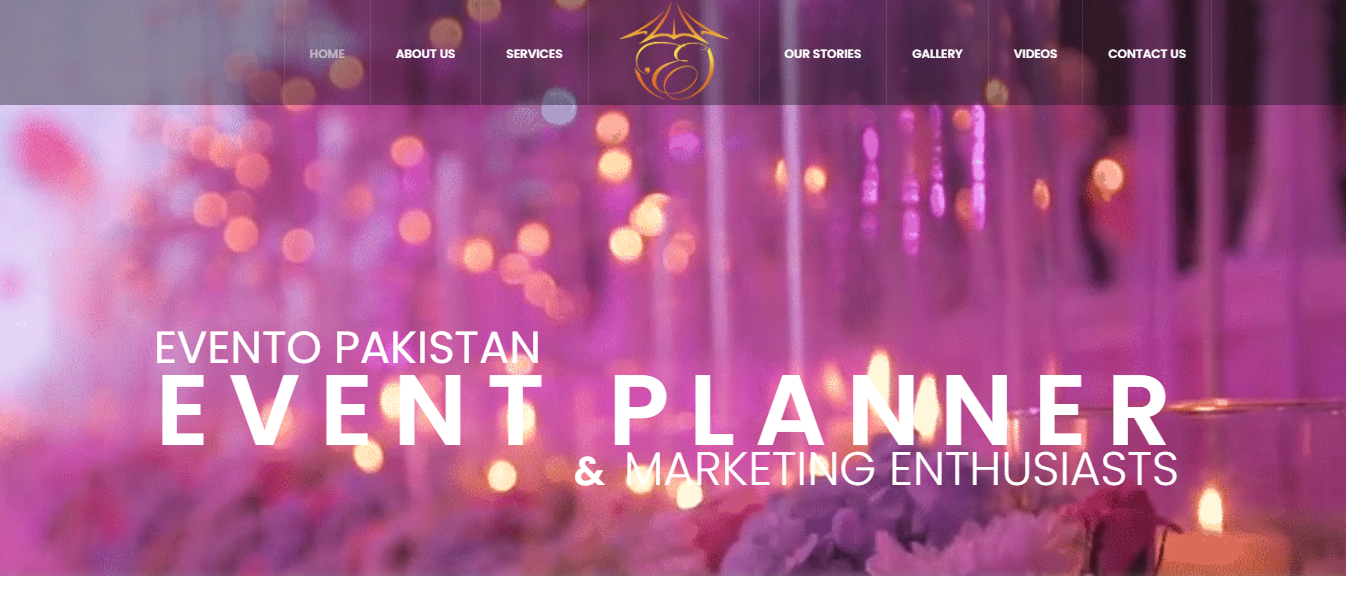 HOME ABOUT US SERVICES E OUR STORIES GALLERY VIDEOS CONTACT US
EVENTO PAKISTAN
EVENT PLANNER
& MARKETING ENTHUSIASTS